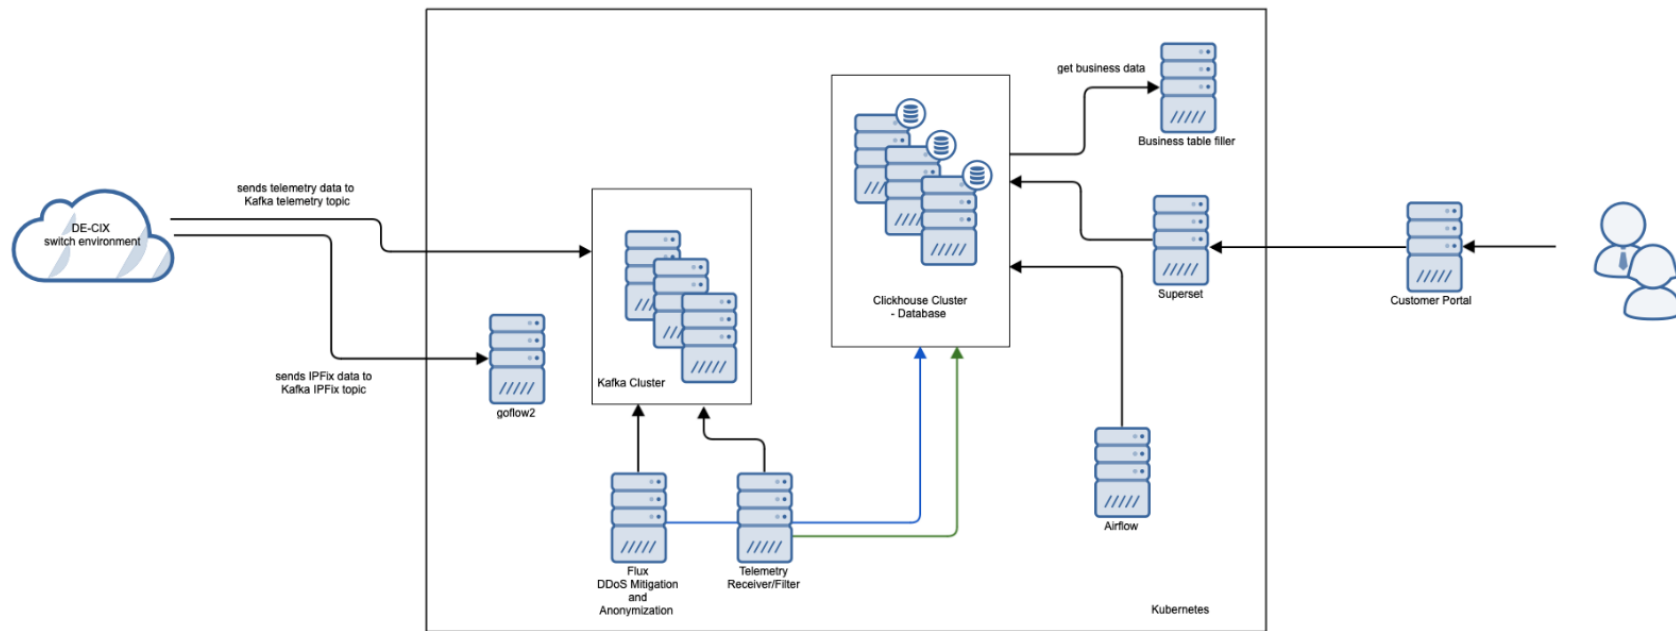 DE-CIX
switch environment
sends telemetry data to
Kafka telemetry topic
sends IPFix data to
Kafka IPFix topic
goflow2
Kafka Cluster
Flux
DDoS Mitigation
and
Anonymization
Telemetry
Receiver/Filter
Clickhouse Cluster
- Database
get business data
Business table filler
Superset
Airflow
Kubernetes
Customer Portal